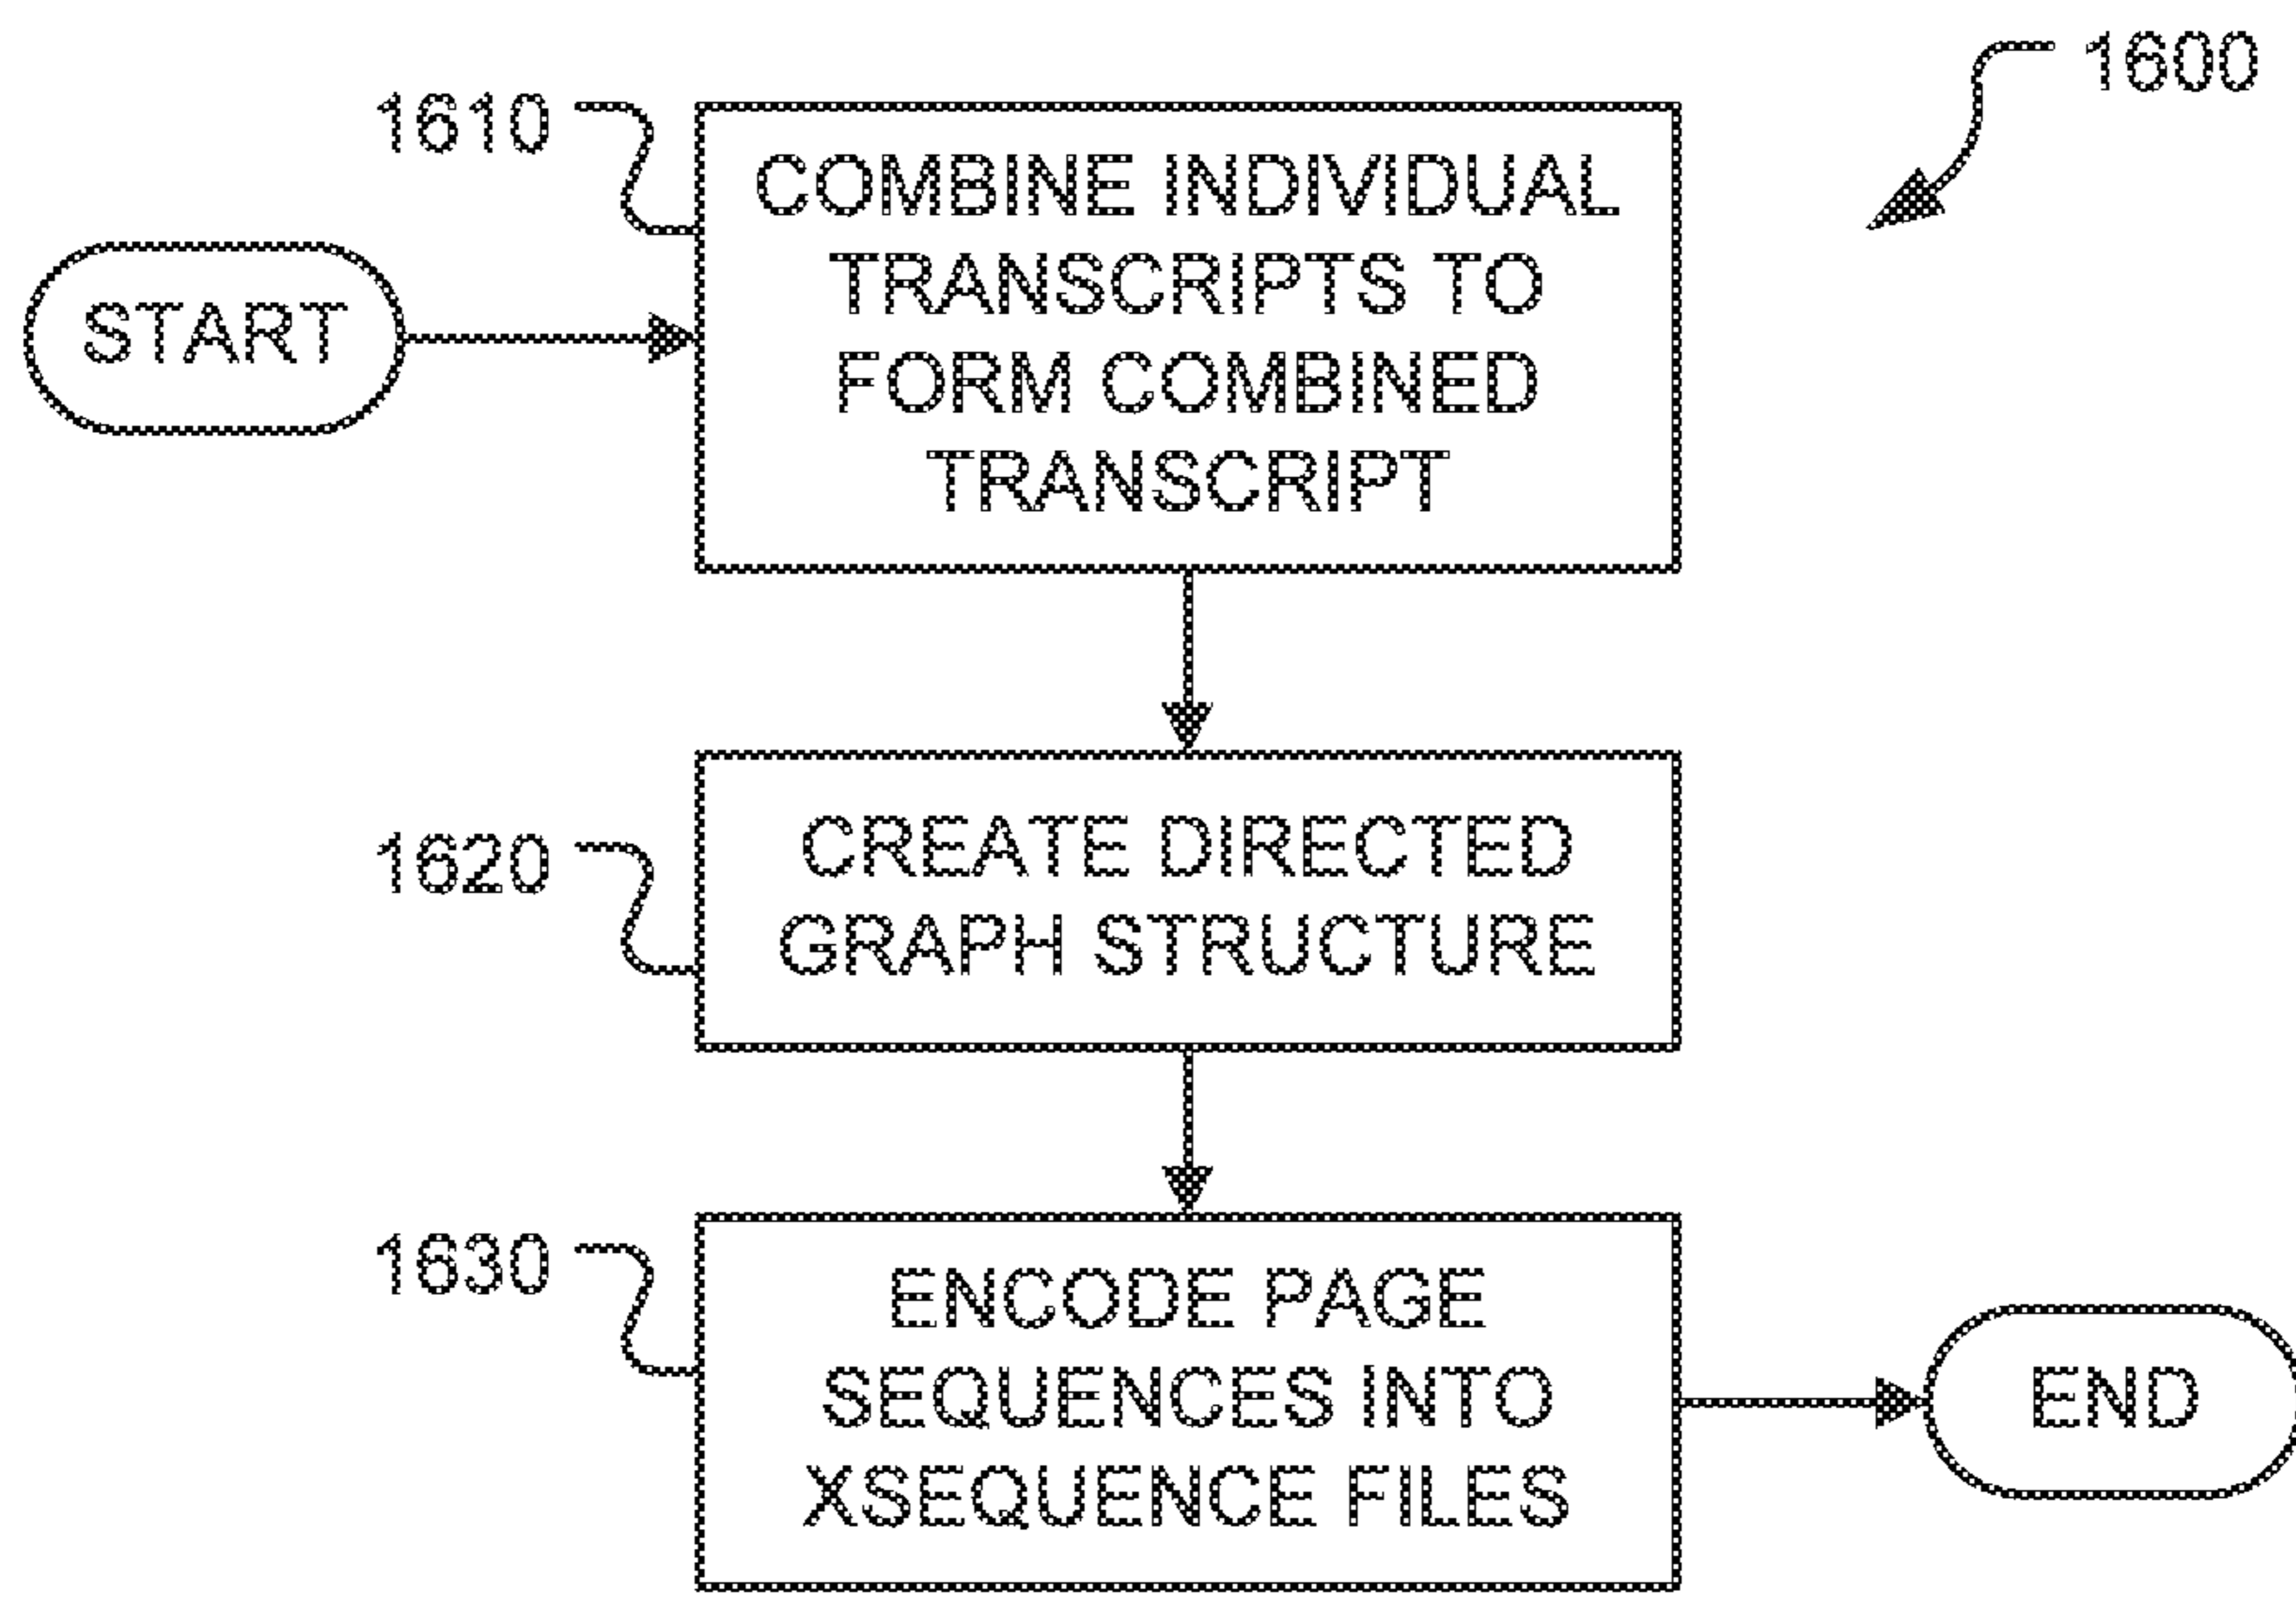 1600
1610
COMBINE INDIVIDUAL
TRANSCRIPTS TO
FORM COMBINED
TRANSCRIPT
START
1620
CREATE DIRECTED
GRAPH STRUCTURE
1630
ENCODE PAGE
SEQUENCES INTO
XSEQUENCE FILES
END